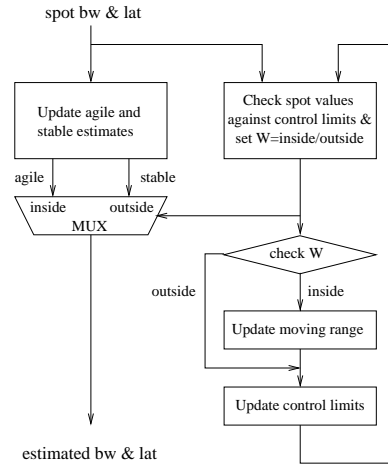 spot bw & lat
Update agile and
stable estimates
Check spot values
against control limits &
set W=inside/outside
agile
stable
inside
outside
MUX
check W
outside
inside
Update moving range
Update control limits
estimated bw & lat